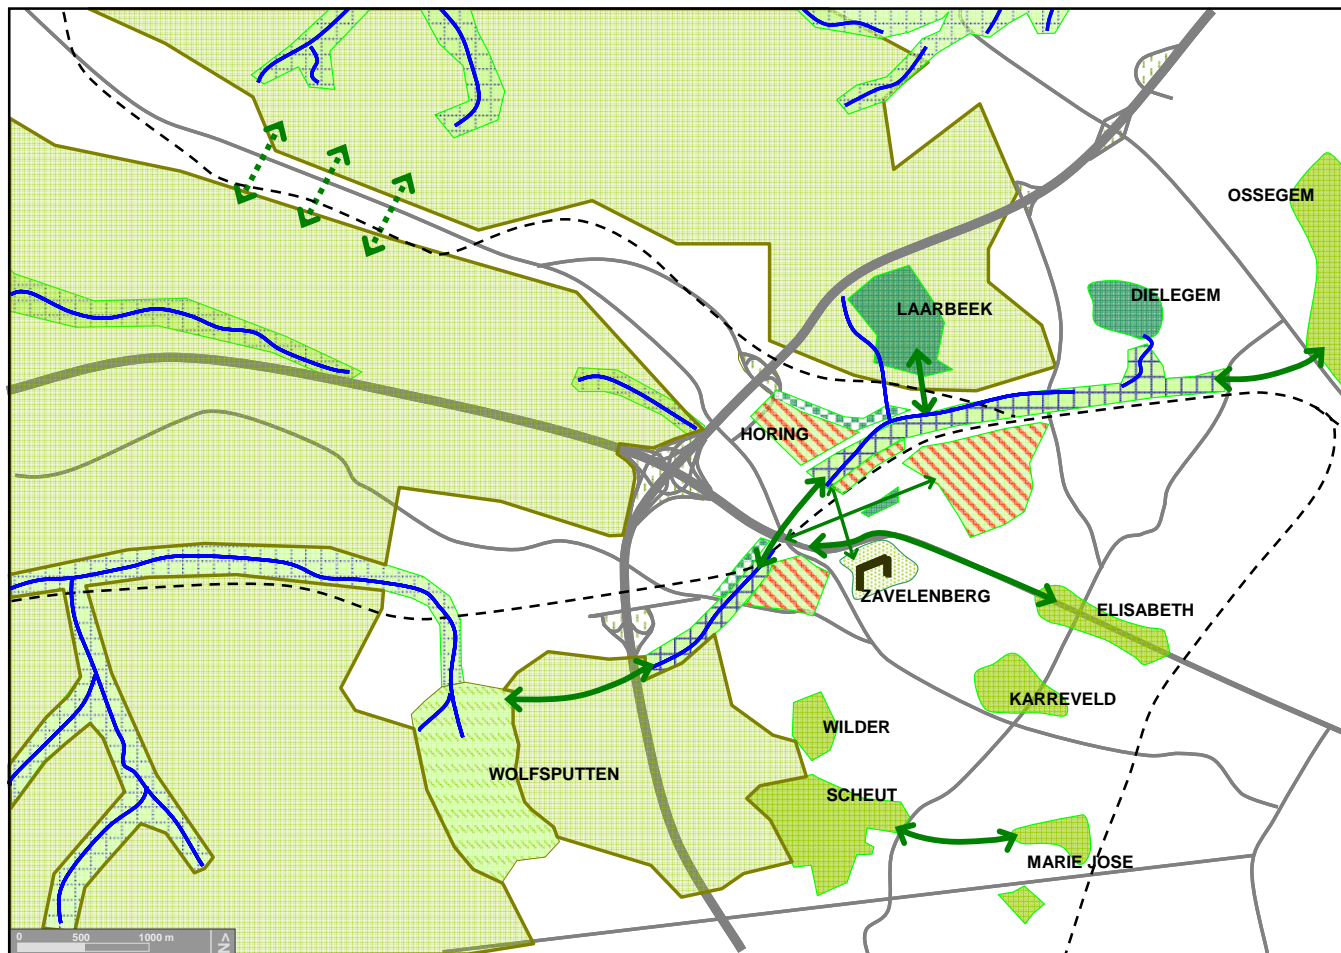 OSSEGEM
DIELEGEM
LAARBEEK
HORING
ZAVELENBERG
ELISABETH
KARREVELD
WILDER
WOLFSPUTTEN
SCHEUT
MARIE JOSE
0 500 1000 m
N